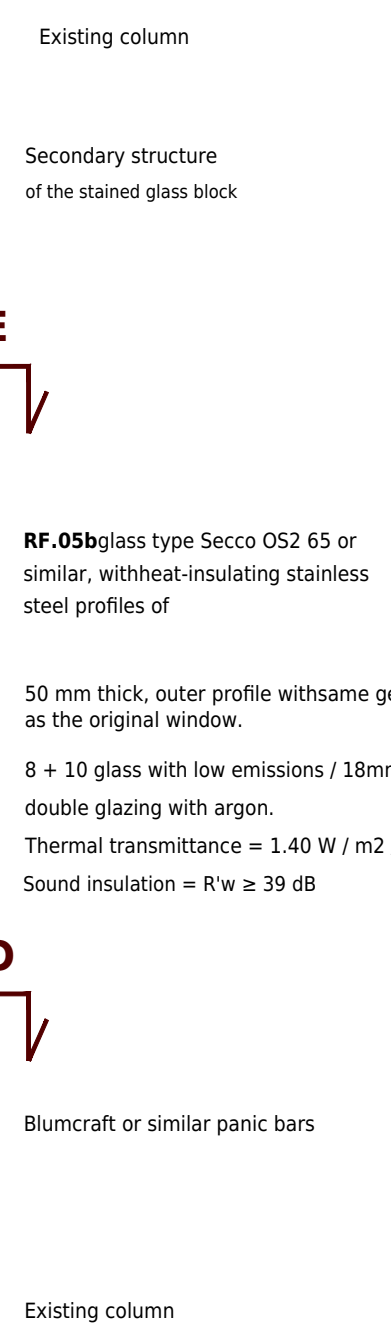 Existing column
Secondary structure
of the stained glass block
E
RF.05bglass type Secco OS2 65 or
similar, withheat-insulating stainless
steel profiles of
50 mm thick, outer profile withsame ge
as the original window.
8 + 10 glass with low emissions / 18mm
double glazing with argon.
Thermal transmittance = 1.40 W / m2
Sound insulation = R'w ≥ 39 dB
D
Blumcraft or similar panic bars
Existing column